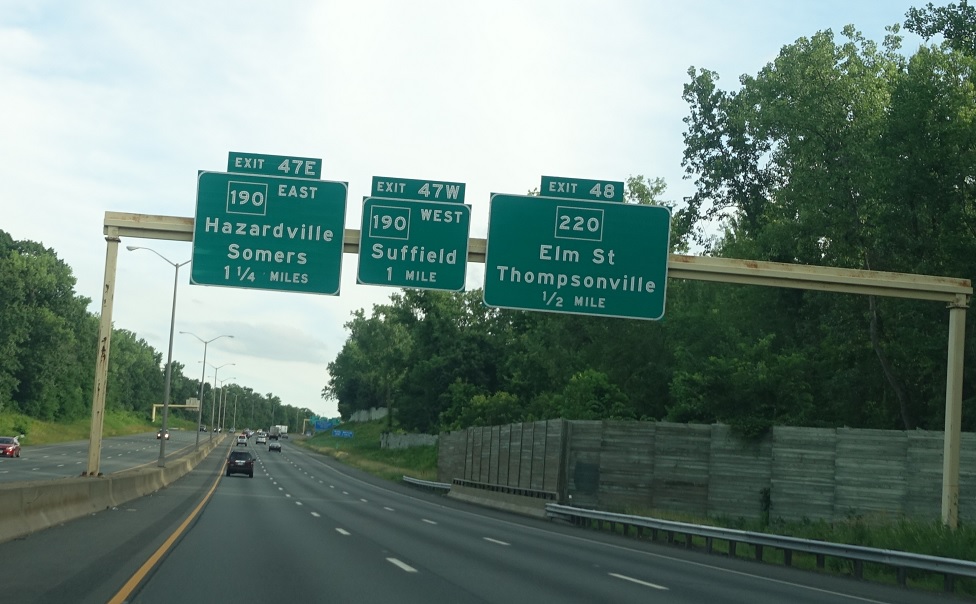 EXIT 47E
190 EAST
Hazardville
Somers
1 1/4 MILES
EXIT 47W
190 WEST
Suffield
1 MILE
EXIT 48
220
Elm St
Thompsonville
1/2 MILE